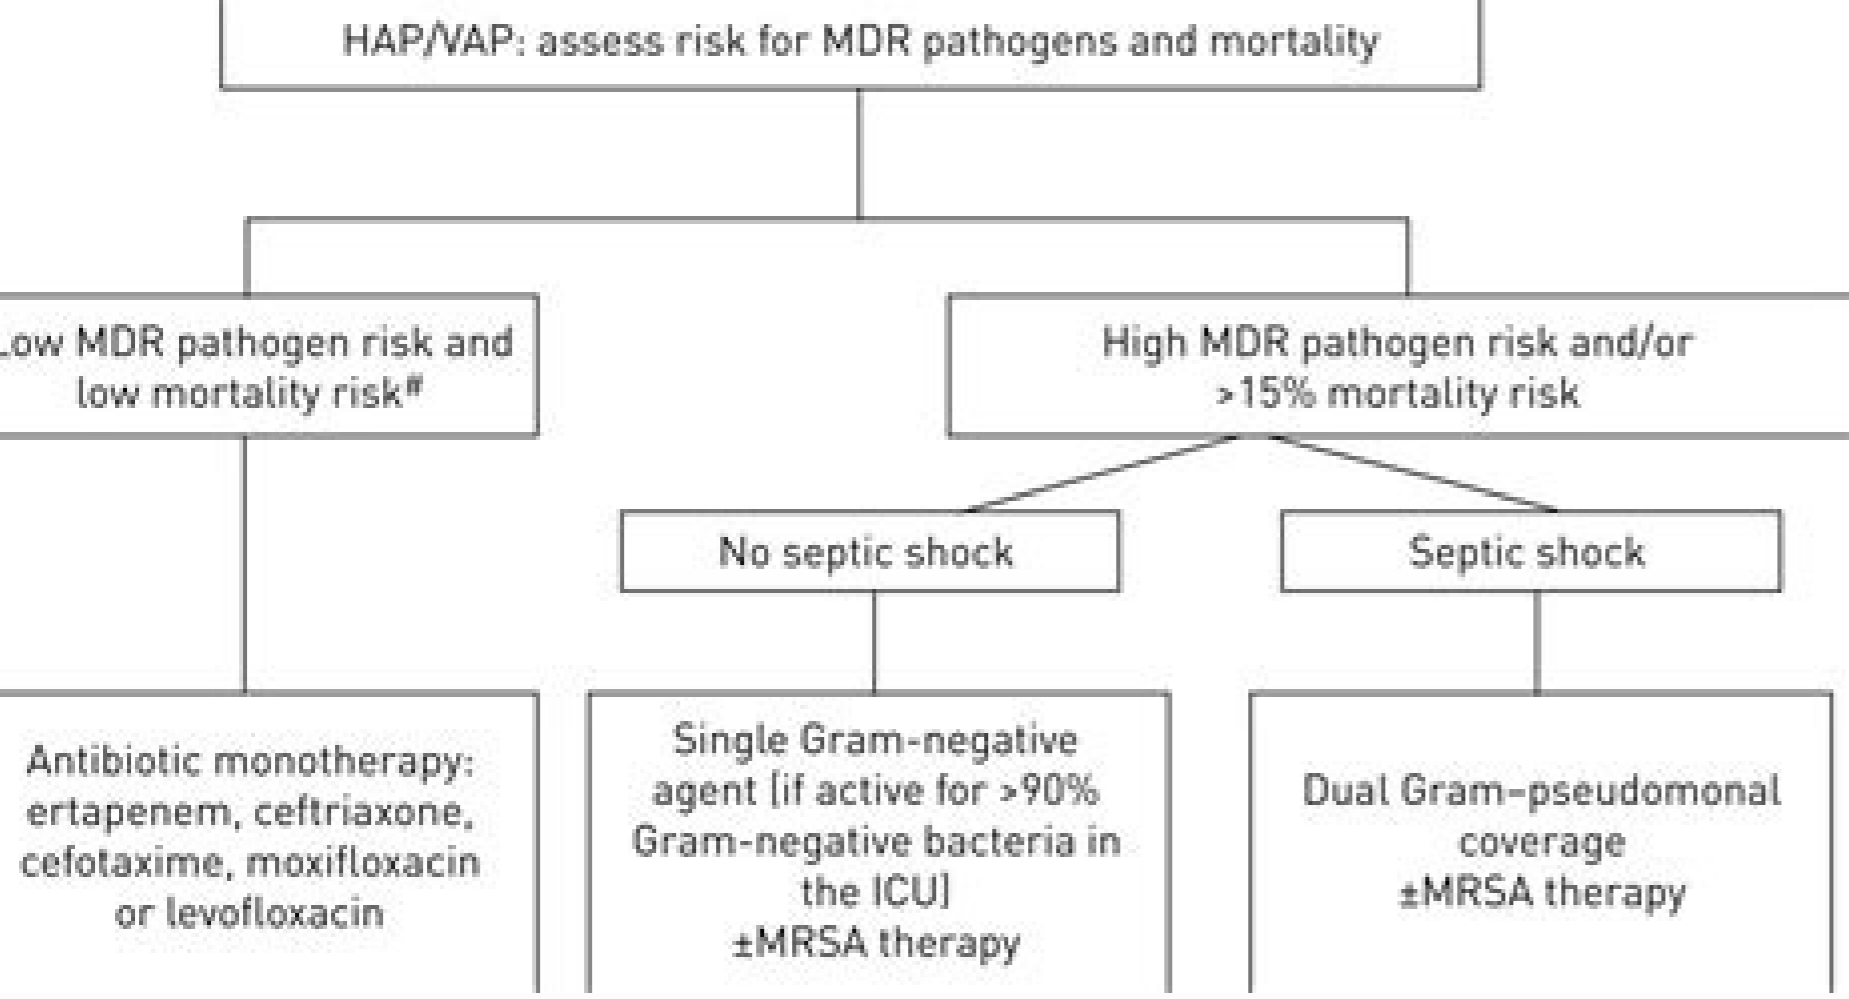 HAP/VAP: assess risk for MDR pathogens and mortality
Low MDR pathogen risk and
low mortality risk#
High MDR pathogen risk and/or
>15% mortality risk
No septic shock
Septic shock
Antibiotic monotherapy:
ertapenem, ceftriaxone,
cefotaxime, moxifloxacin
or levofloxacin
Single Gram-negative
agent [if active for >90%
Gram-negative bacteria in
the ICU]
±MRSA therapy
Dual Gram-pseudomonal
coverage
±MRSA therapy